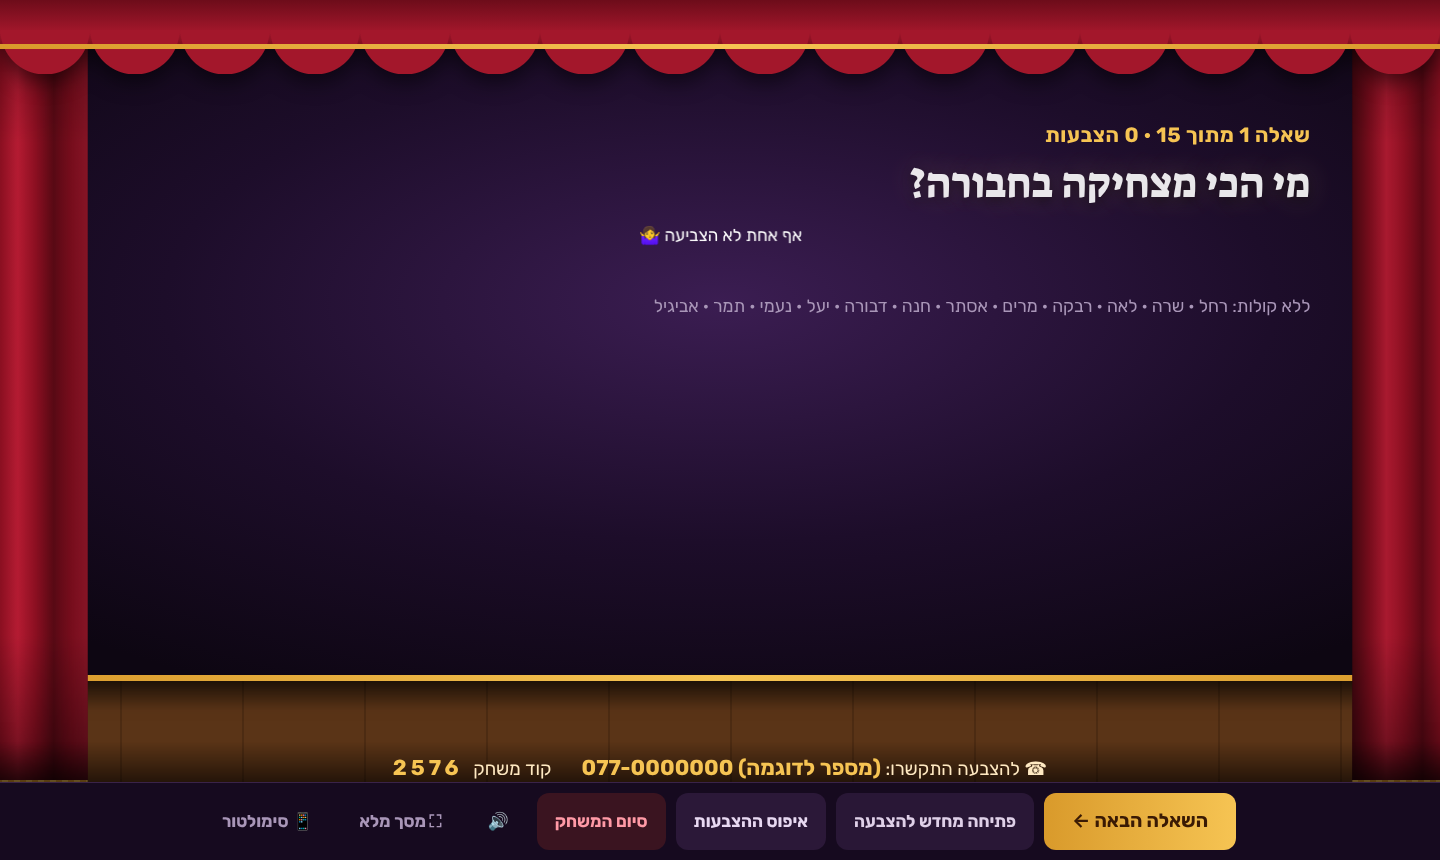 שאלה 1 מתוך 15 • 0 הצבעות
מי הכי מצחיקה בחבורה?
אף אחת לא הצביעה 🤷‍♀️
ללא קולות: רחל • שרה • לאה • רבקה • מרים • אסתר • חנה • דבורה • יעל • נעמי • תמר • אביגיל
☎ להצבעה התקשרו: (מספר לדוגמה) 077-0000000 קוד משחק 2576
השאלה הבאה ←
פתיחה מחדש להצבעה
איפוס ההצבעות
סיום המשחק
🔊
⛶ מסך מלא
📱 סימולטור